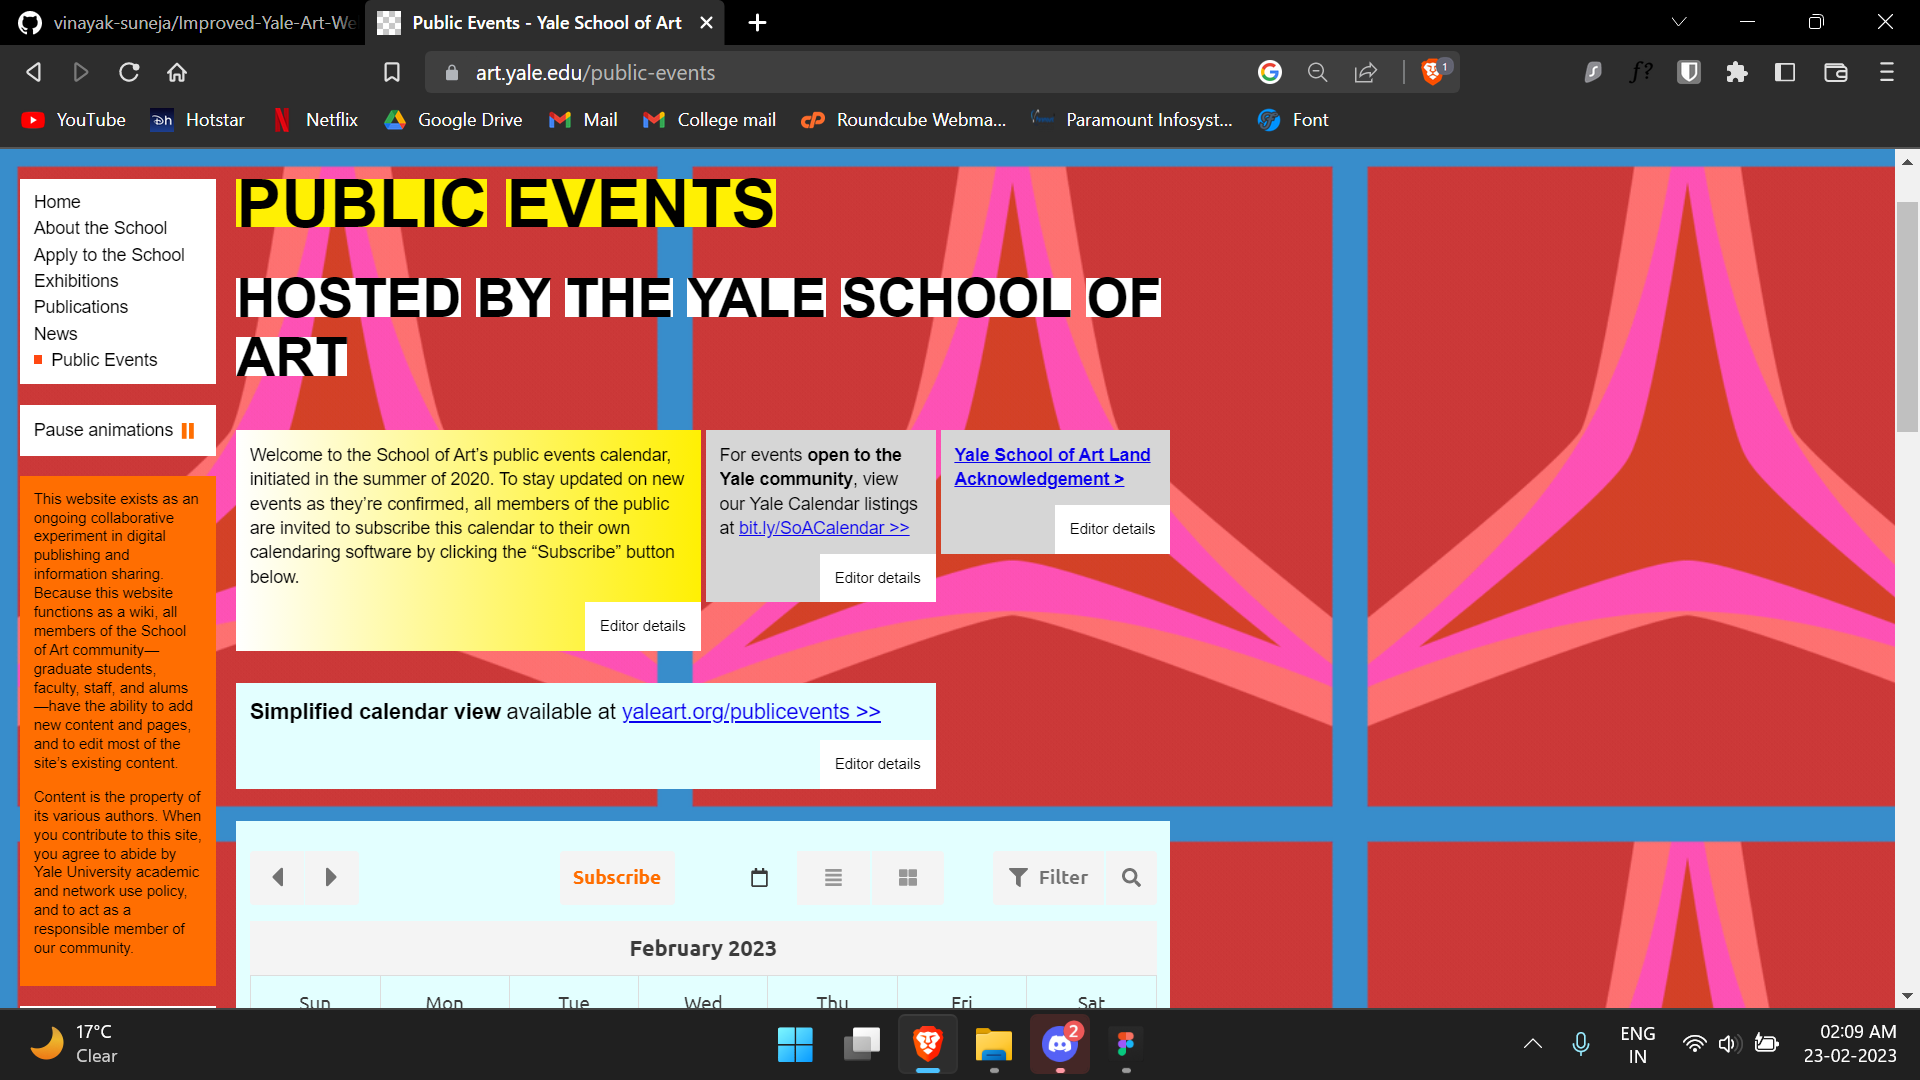 vinayak-suneja/Improved-Yale-Art-We
Public Events - Yale School of Art
art.yale.edu/public-events
1
f?
YouTube
Hotstar
Netflix
Google Drive
Mail
College mail
Roundcube Webma...
Paramount Infosyst...
Font
Home
About the School
Apply to the School
Exhibitions
Publications
News
Public Events
Pause animations
This website exists as an
ongoing collaborative
experiment in digital
publishing and
information sharing.
Because this website
functions as a wiki, all
members of the School
of Art community—
graduate students,
faculty, staff, and alums
—have the ability to add
new content and pages,
and to edit most of the
site's existing content.
Content is the property of
its various authors. When
you contribute to this site,
you agree to abide by
Yale University academic
and network use policy,
and to act as a
responsible member of
our community.
PUBLIC EVENTS
HOSTED BY THE YALE SCHOOL OF
ART
Welcome to the School of Art's public events calendar,
initiated in the summer of 2020. To stay updated on new
events as they're confirmed, all members of the public
are invited to subscribe this calendar to their own
calendaring software by clicking the “Subscribe” button
below.
Editor details
For events open to the
Yale community, view
our Yale Calendar listings
at bit.ly/SoACalendar >>
Editor details
Yale School of Art Land
Acknowledgement >
Editor details
Simplified calendar view available at yaleart.org/publicevents >>
Editor details
Subscribe
Filter
February 2023
Sun Mon Tue Wed Thu Fri Sat
17°C
Clear
2
ENG
IN
02:09 AM
23-02-2023